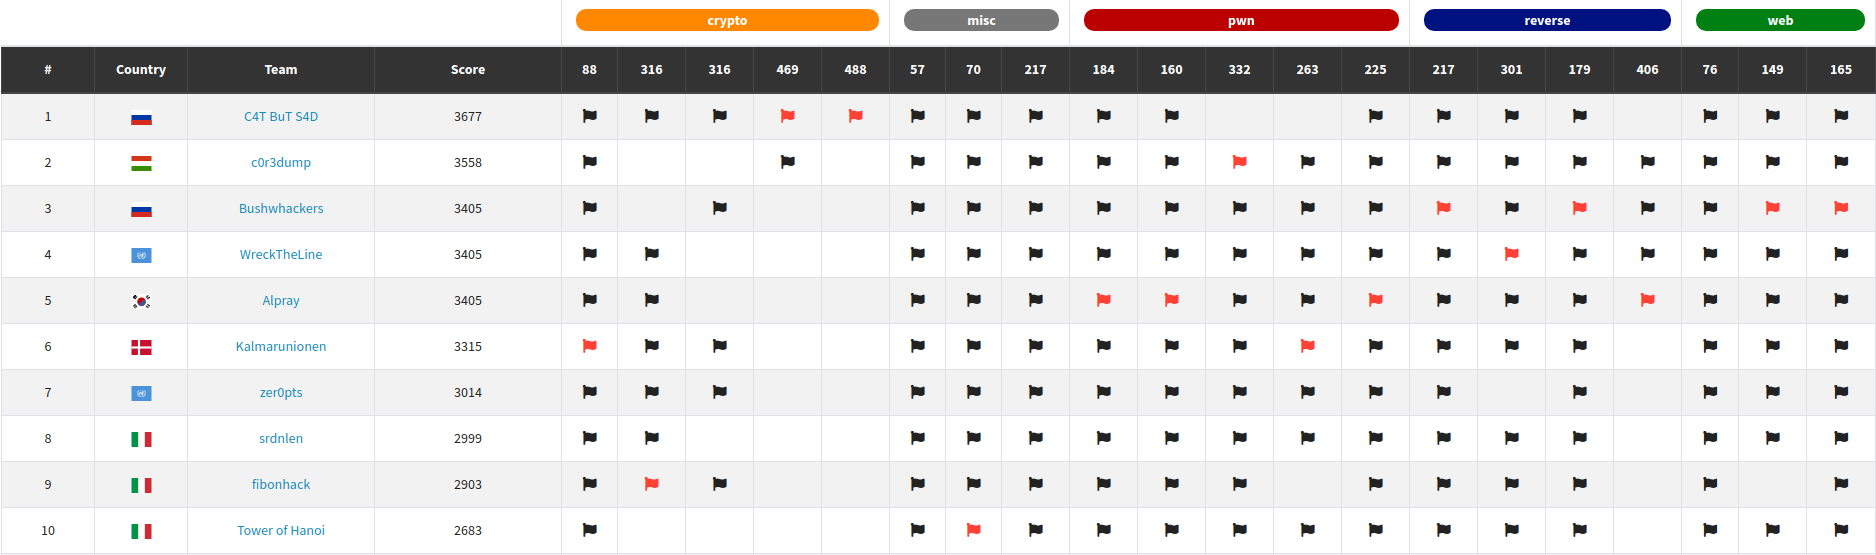 crypto misc pwn reverse web
# Country Team Score 88 316 316 469 488 57 70 217 184 160 332 263 225 217 301 179 406 76 149 165
1 C4T BuT S4D 3677
2 c0r3dump 3558
3 Bushwhackers 3405
4 WreckTheLine 3405
5 Alpray 3405
6 Kalmarunionen 3315
7 zer0pts 3014
8 srdnlen 2999
9 fibonhack 2903
10 Tower of Hanoi 2683